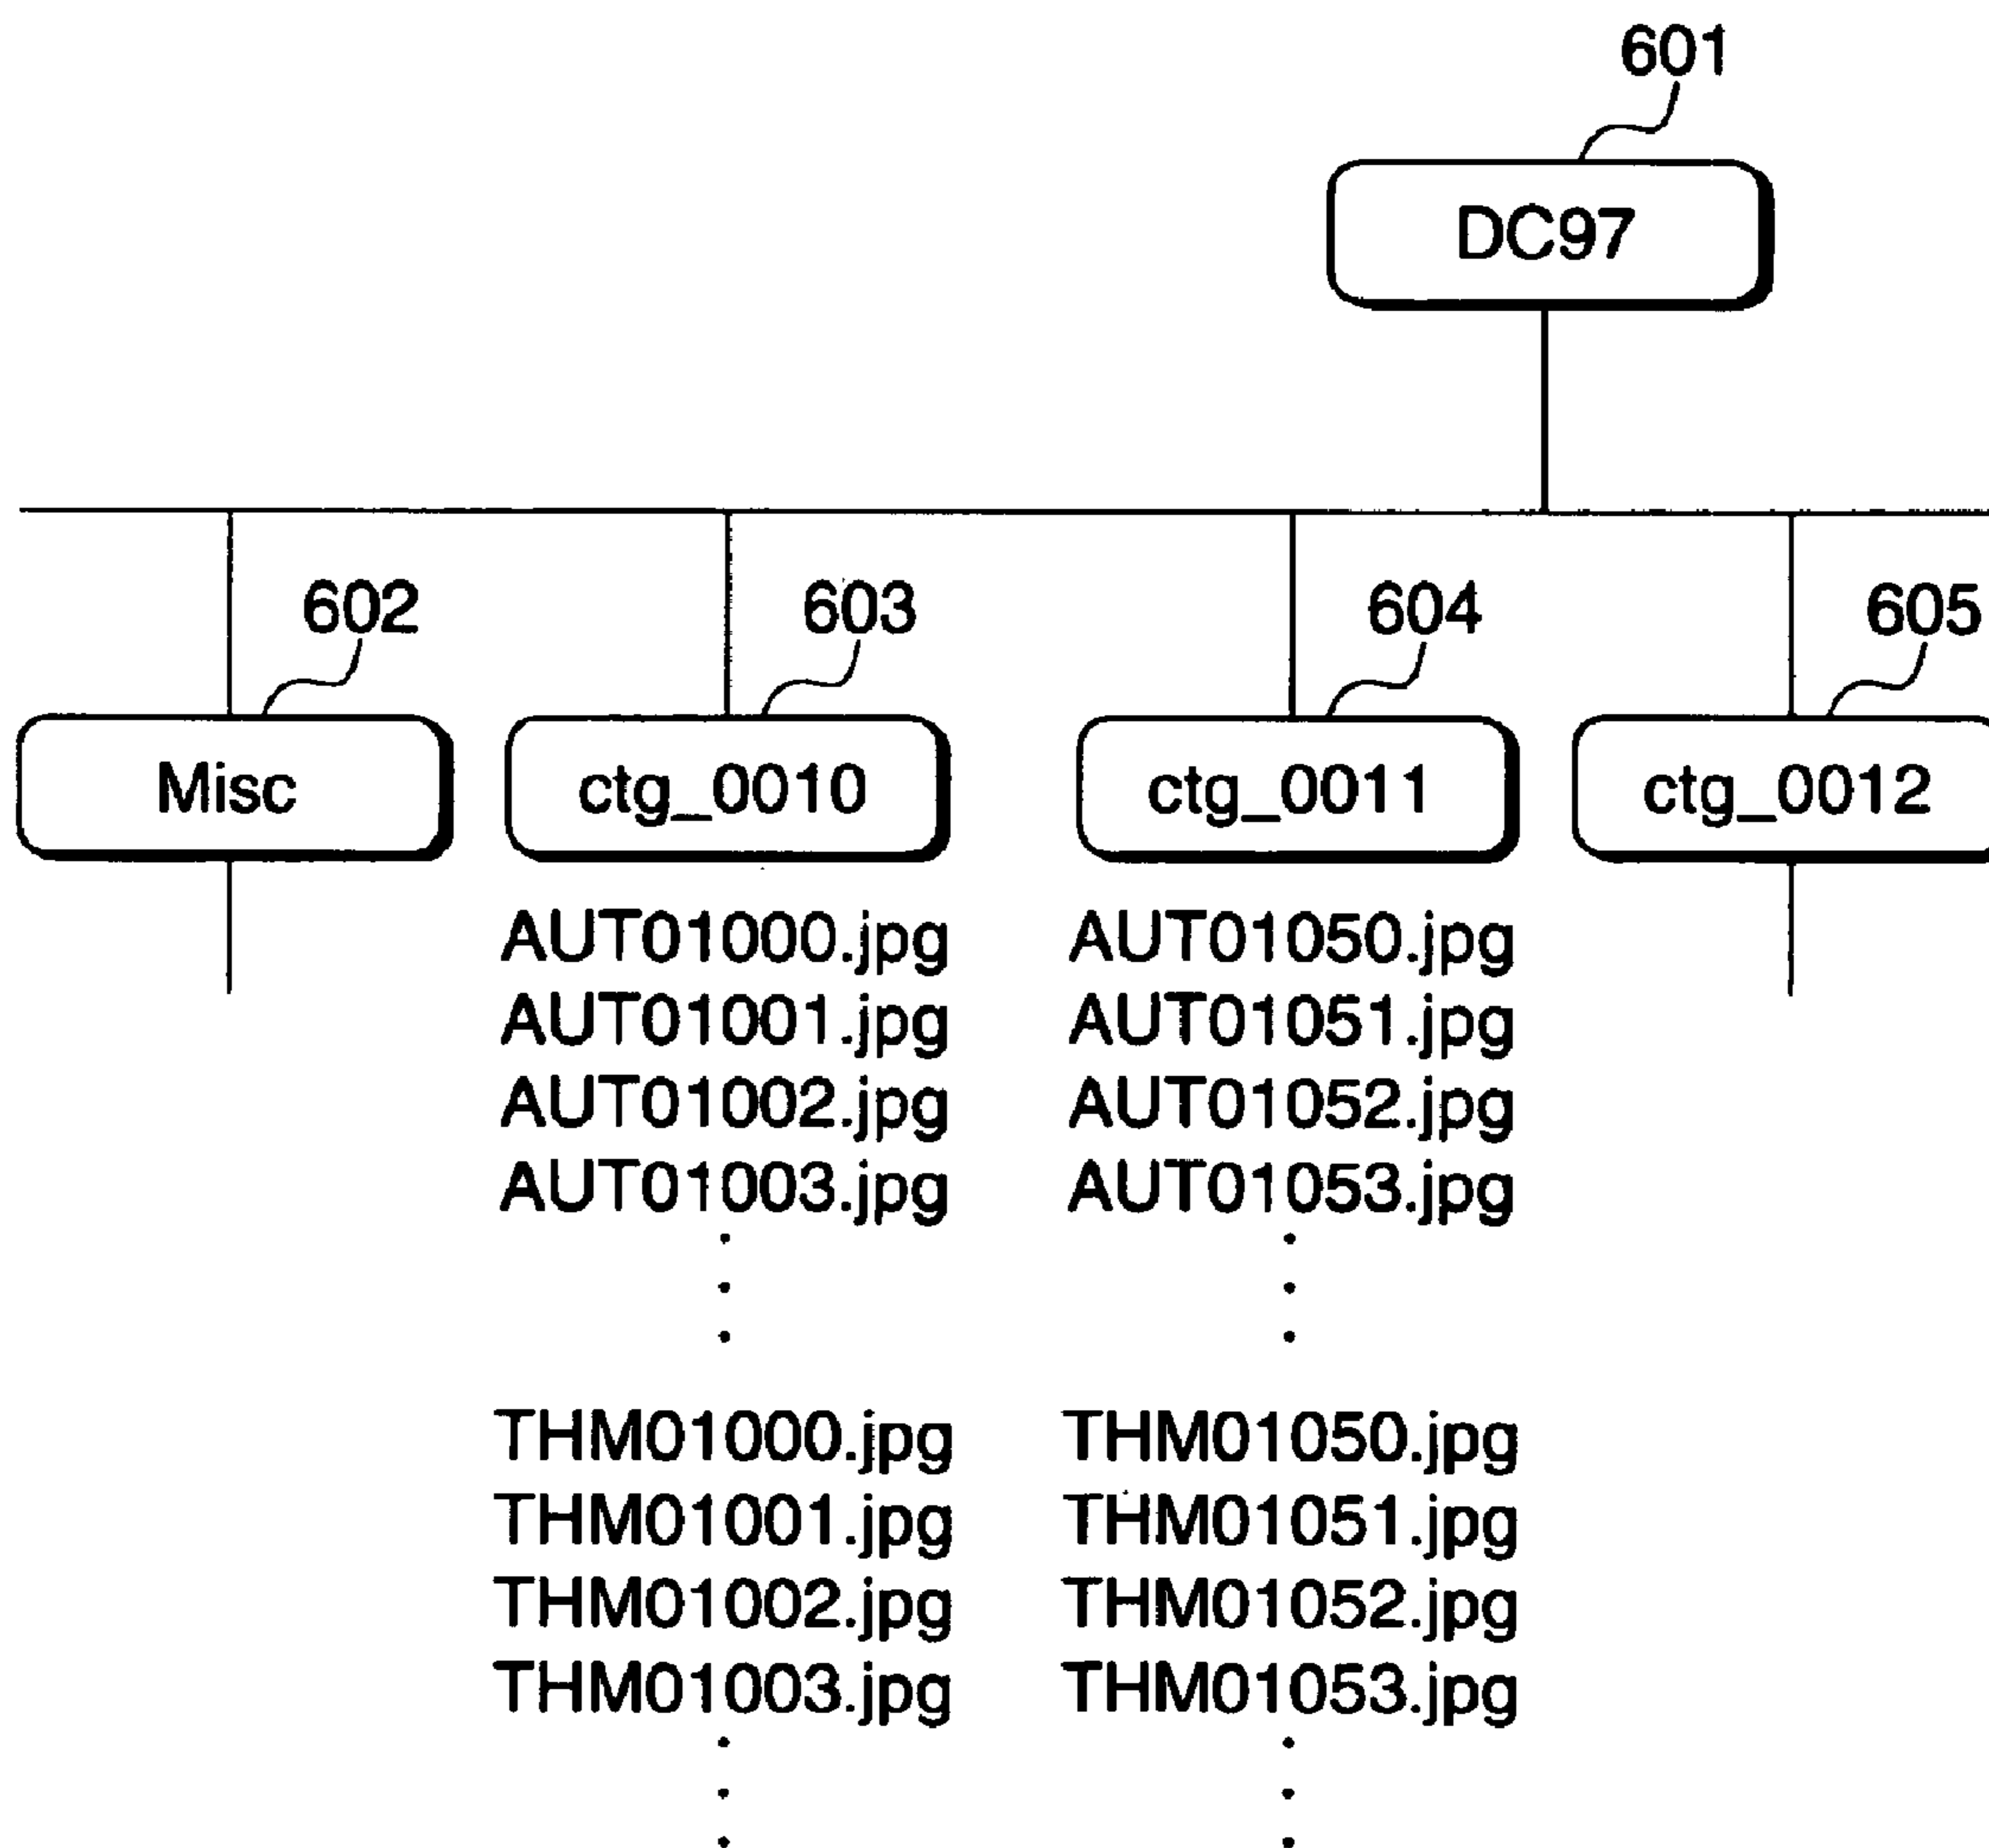 601
DC97
602
603
604
605
Misc
ctg_0010
ctg_0011
ctg_0012
AUT01000.jpg
AUT01001.jpg
AUT01002.jpg
AUT01003.jpg
THM01000.jpg
THM01001.jpg
THM01002.jpg
THM01003.jpg
AUT01050.jpg
AUT01051.jpg
AUT01052.jpg
AUT01053.jpg
THM01050.jpg
THM01051.jpg
THM01052.jpg
THM01053.jpg